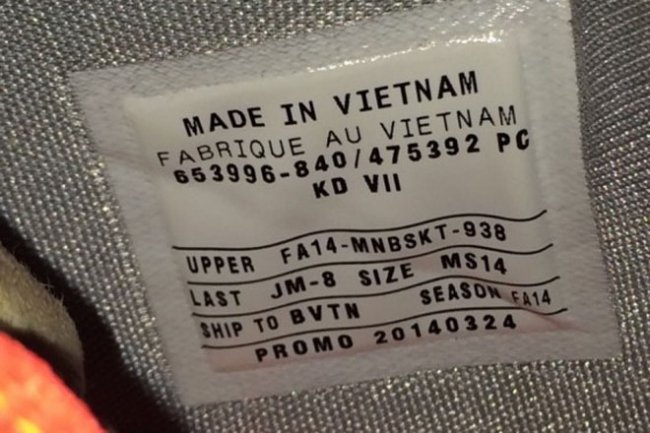 MADE IN VIETNAM
FABRIQUE AU VIETNAM
653996-840/475392 PC
KD VII
UPPER FA14-MNBSKT-938
LAST JM-8 SIZE MS14
SHIP TO BVTN SEASON FA14
PROMO 20140324